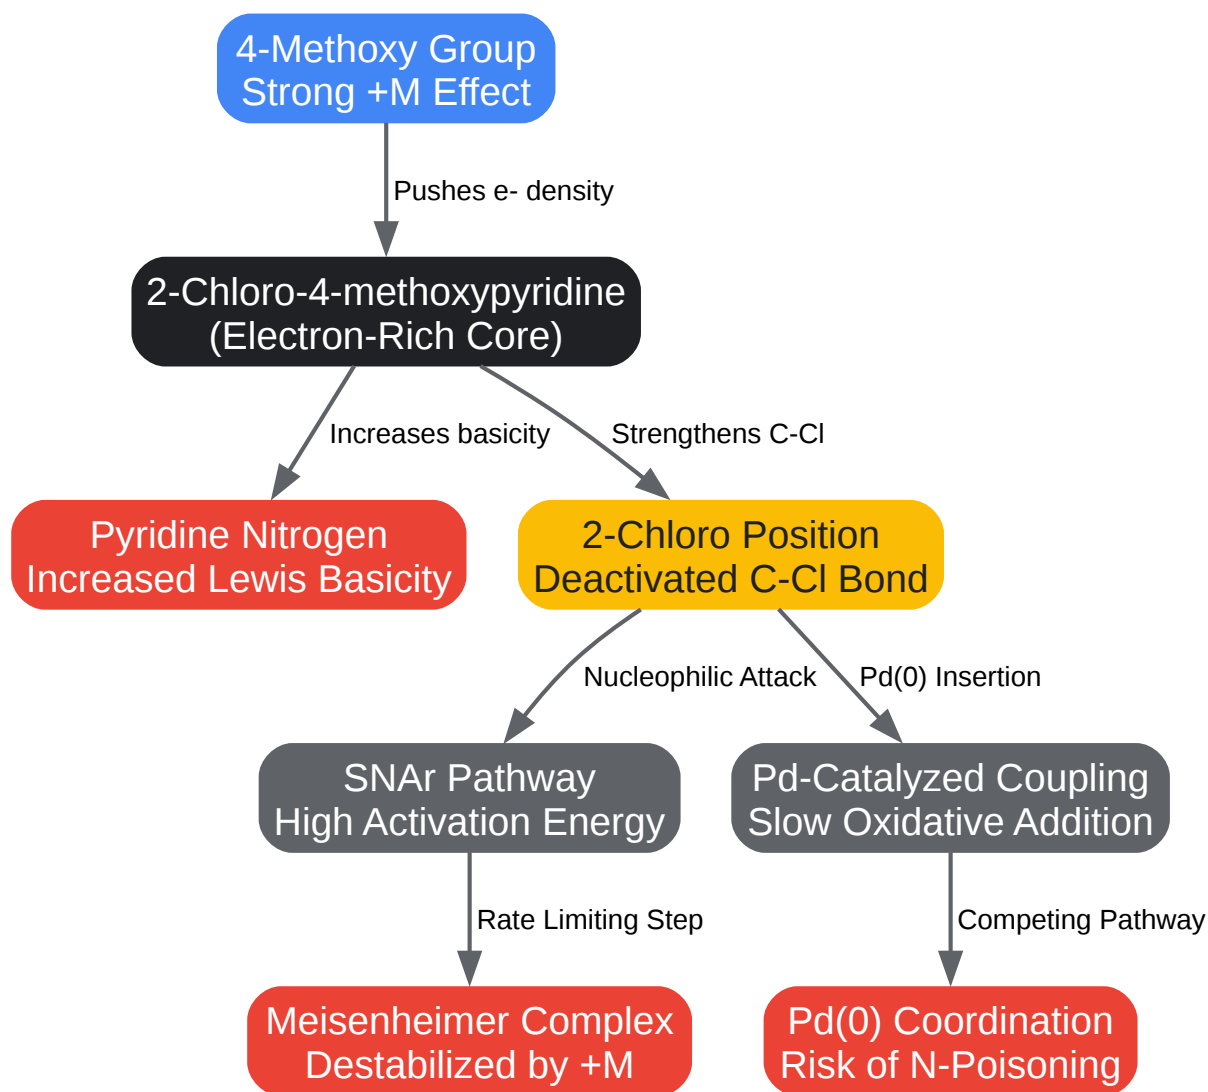 4-Methoxy Group
Strong +M Effect
Pushes e- density
2-Chloro-4-methoxypyridine
(Electron-Rich Core)
Increases basicity
Strengthens C-Cl
Pyridine Nitrogen
Increased Lewis Basicity
2-Chloro Position
Deactivated C-Cl Bond
Nucleophilic Attack
Pd(0) Insertion
SNAr Pathway
High Activation Energy
Pd-Catalyzed Coupling
Slow Oxidative Addition
Rate Limiting Step
Competing Pathway
Meisenheimer Complex
Destabilized by +M
Pd(0) Coordination
Risk of N-Poisoning